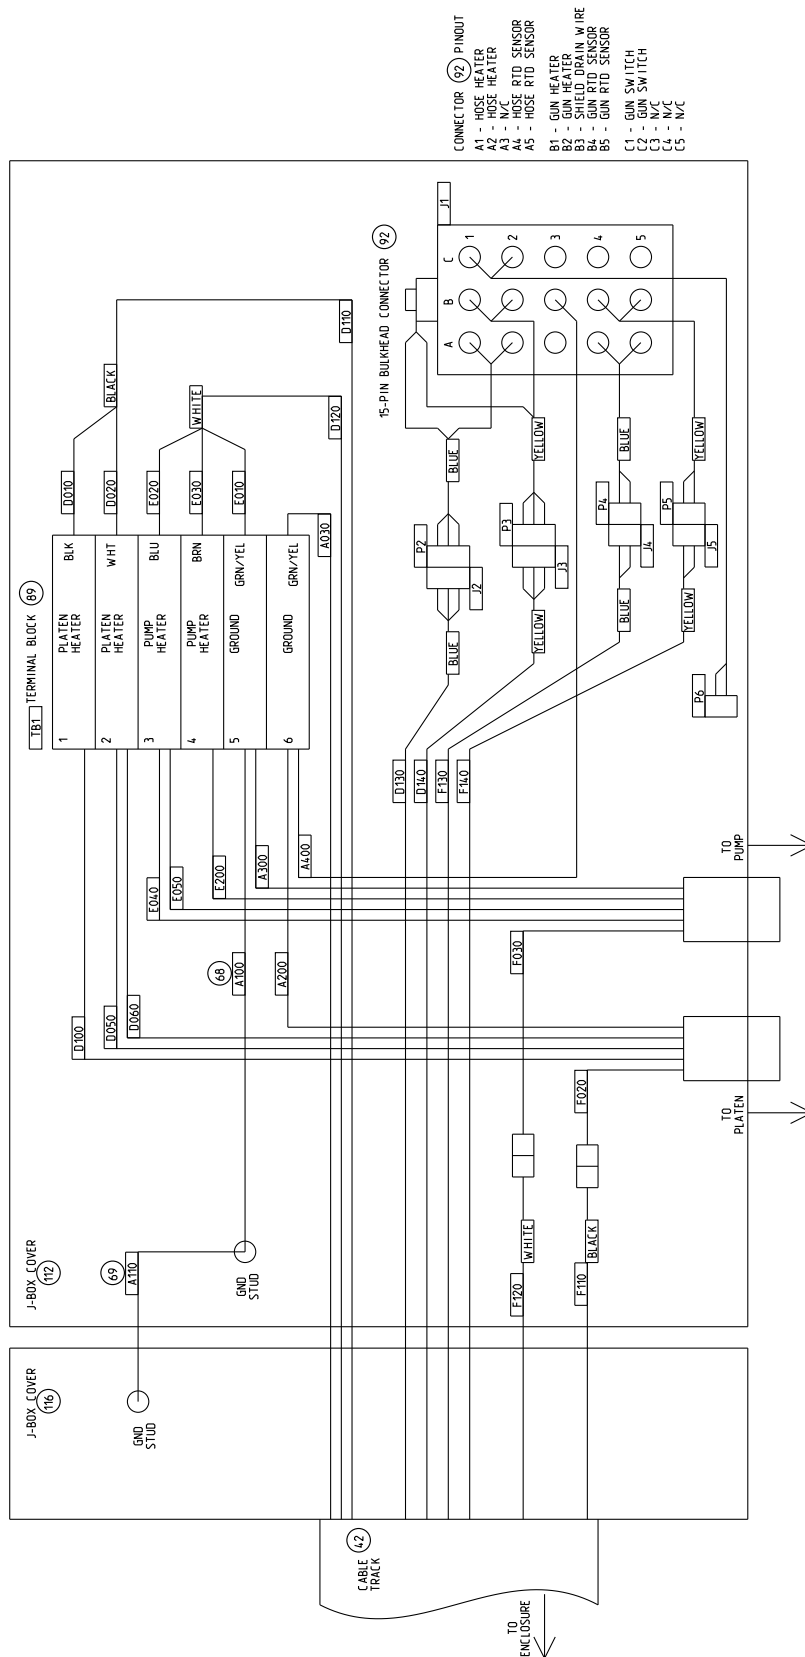 CONNECTOR 92 PINOUT
A1 - HOSE HEATER
A2 - HOSE HEATER
A3 - N/C
A4 - HOSE RTD SENSOR
A5 - HOSE RTD SENSOR
B1 - GUN HEATER
B2 - GUN HEATER
B3 - SHIELD DRAIN WIRE
B4 - GUN RTD SENSOR
B5 - GUN RTD SENSOR
C1 - GUN SWITCH
C2 - GUN SWITCH
C3 - N/C
C4 - N/C
C5 - N/C
15-PIN BULKHEAD CONNECTOR 92
J1
A B C
1
2
3
4
5
TB1
TERMINAL BLOCK 89
1 PLATEN HEATER BLK
2 PLATEN HEATER WHT
3 PUMP HEATER BLU
4 PUMP HEATER BRN
5 GROUND GRN/YEL
6 GROUND GRN/YEL
D010
D020
E020
E030
E010
A030
BLACK
WHITE
D110
D120
BLUE
YELLOW
BLUE
YELLOW
P2
J2
P3
J3
P4
J4
P5
J5
P6
BLUE
YELLOW
BLUE
YELLOW
D130
D140
F130
F140
D100
D050
D060
E040
E050
E200
A300
A400
68
A100
A200
F030
F020
TO
PUMP
TO
PLATEN
WHITE
BLACK
F120
F110
J-BOX COVER
112
69
A110
GND
STUD
J-BOX COVER
116
GND
STUD
42
CABLE
TRACK
TO
ENCLOSURE